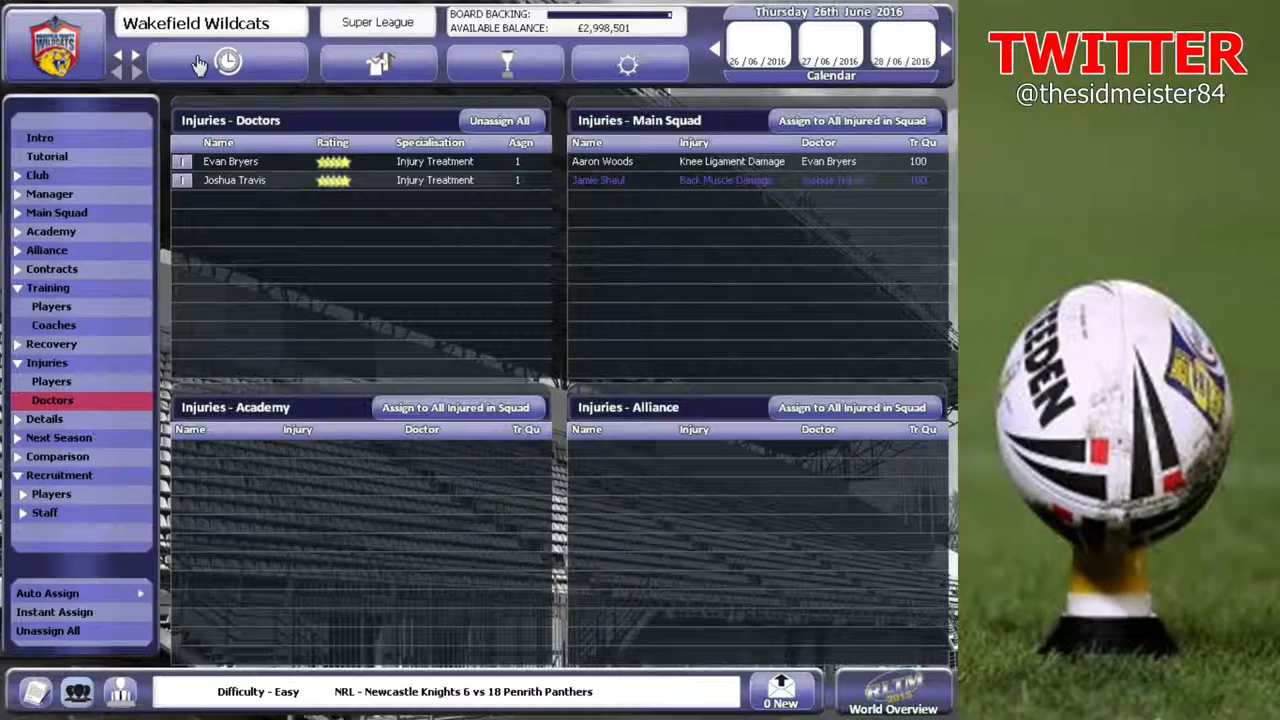 Wakefield Wildcats
Super League
BOARD BACKING:
AVAILABLE BALANCE: £2,998,501
Thursday 26th June 2016
26 / 06 / 2016
27 / 06 / 2016
28 / 06 / 2016
Calendar
TWITTER
@thesidmeister84
WILDCATS
Intro
Tutorial
Club
Manager
Main Squad
Academy
Alliance
Contracts
Training
Players
Coaches
Recovery
Injuries
Players
Doctors
Details
Next Season
Comparison
Recruitment
Players
Staff
Auto Assign
Instant Assign
Unassign All
Injuries - Doctors Unassign All
Name Rating Specialisation Asgn
I Evan Bryers Injury Treatment 1
I Joshua Travis Injury Treatment 1
Injuries - Main Squad Assign to All Injured in Squad
Name Injury Doctor Tr Qu
Aaron Woods Knee Ligament Damage Evan Bryers 100
Jamie Shaul Back Muscle Damage Joshua Travis 100
Injuries - Academy Assign to All Injured in Squad
Name Injury Doctor Tr Qu
Injuries - Alliance Assign to All Injured in Squad
Name Injury Doctor Tr Qu
Difficulty - Easy NRL - Newcastle Knights 6 vs 18 Penrith Panthers
0 New
RLTM
2015
World Overview
STEEDEN